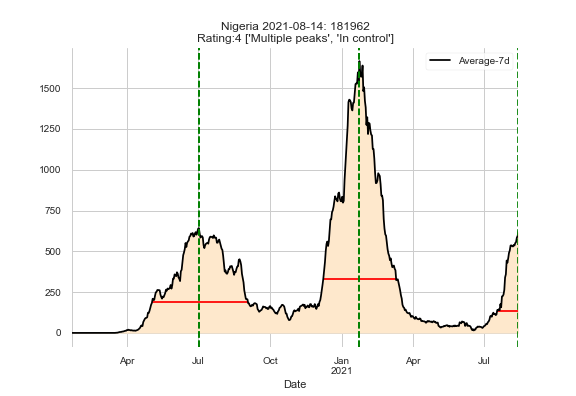 Nigeria 2021-08-14: 181962
Rating:4 ['Multiple peaks', 'In control']
Average-7d
1500
1250
1000
750
500
250
0
Apr Jul Oct Jan Apr Jul
2021
Date